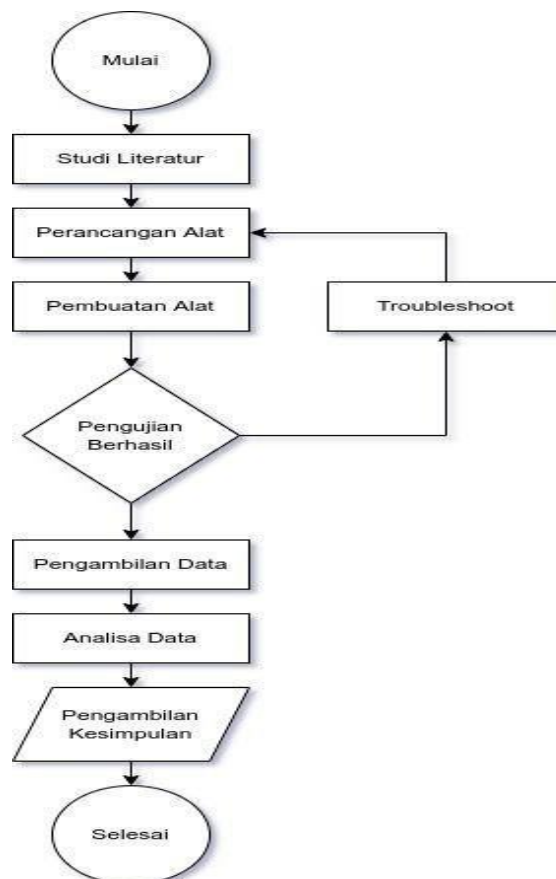 Mulai
Studi Literatur
Perancangan Alat
Pembuatan Alat
Troubleshoot
Pengujian
Berhasil
Pengambilan Data
Analisa Data
Pengambilan
Kesimpulan
Selesai